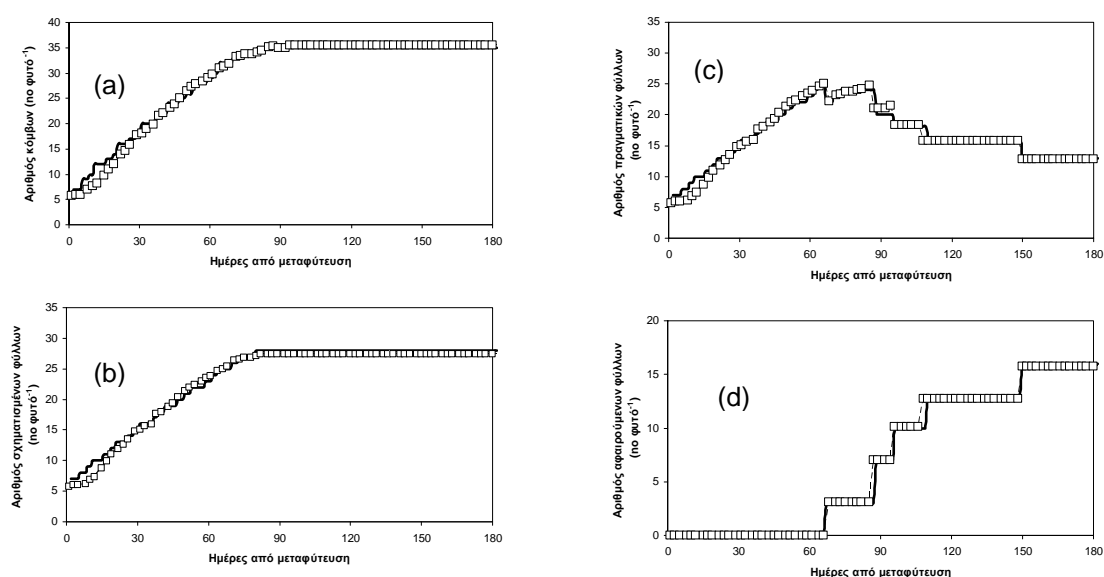 (a)
Αριθμός κόμβων (no φυτό⁻¹)
40
35
30
25
20
15
10
5
0
0 30 60 90 120 150 180
Ημέρες από μεταφύτευση
(b)
Αριθμός σχηματισμένων φύλλων
(no φυτό⁻¹)
35
30
25
20
15
10
5
0
0 30 60 90 120 150 180
Ημέρες από μεταφύτευση
(c)
Αριθμός πραγματικών φύλλων
(no φυτό⁻¹)
35
30
25
20
15
10
5
0
0 30 60 90 120 150 180
Ημέρες από μεταφύτευση
(d)
Αριθμός αφαιρούμενων φύλλων
(no φυτό⁻¹)
20
15
10
5
0
0 30 60 90 120 150 180
Ημέρες από μεταφύτευση